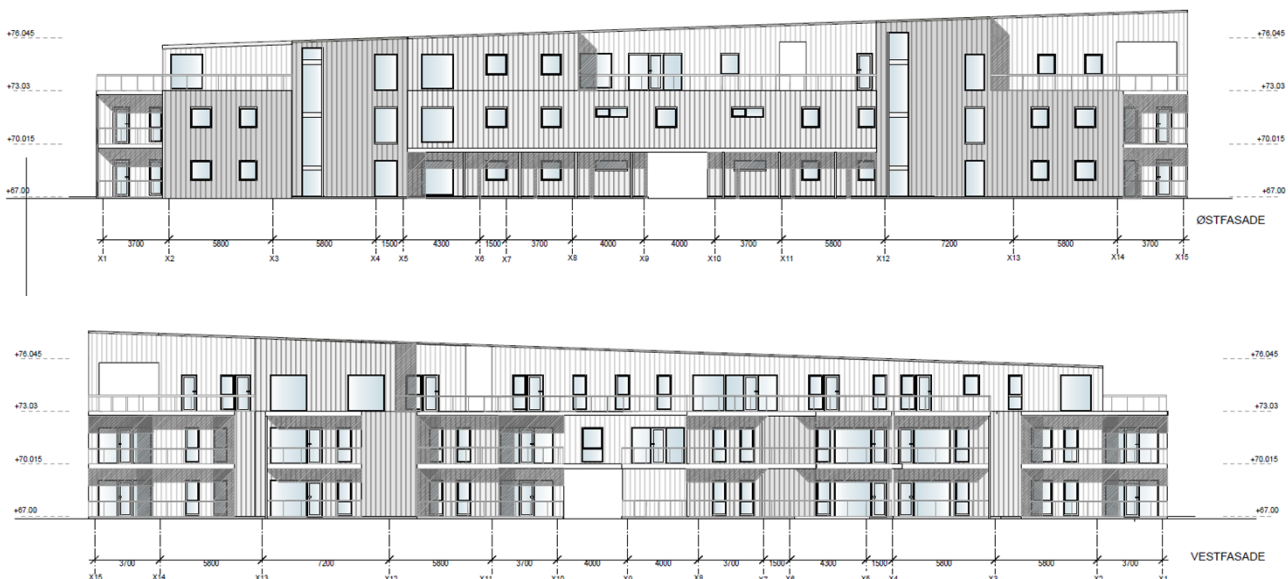 +76.045 +76.045
+73.03 +73.03
+70.015 +70.015
+67.00 +67.00
ØSTFASADE
3700 5800 5800 1500 4300 1500 3700 4000 4000 3700 5800 7200 5800 3700
X1 X2 X3 X4 X5 X6 X7 X8 X9 X10 X11 X12 X13 X14 X15
+76.045 +76.045
+73.03 +73.03
+70.015 +70.015
+67.00 +67.00
VESTFASADE
3700 5800 7200 5800 3700 4000 4000 3700 1500 4300 1500 5800 5800 3700
X15 X14 X13 X12 X11 X10 X9 X8 X7 X6 X5 X4 X3 X2 X1